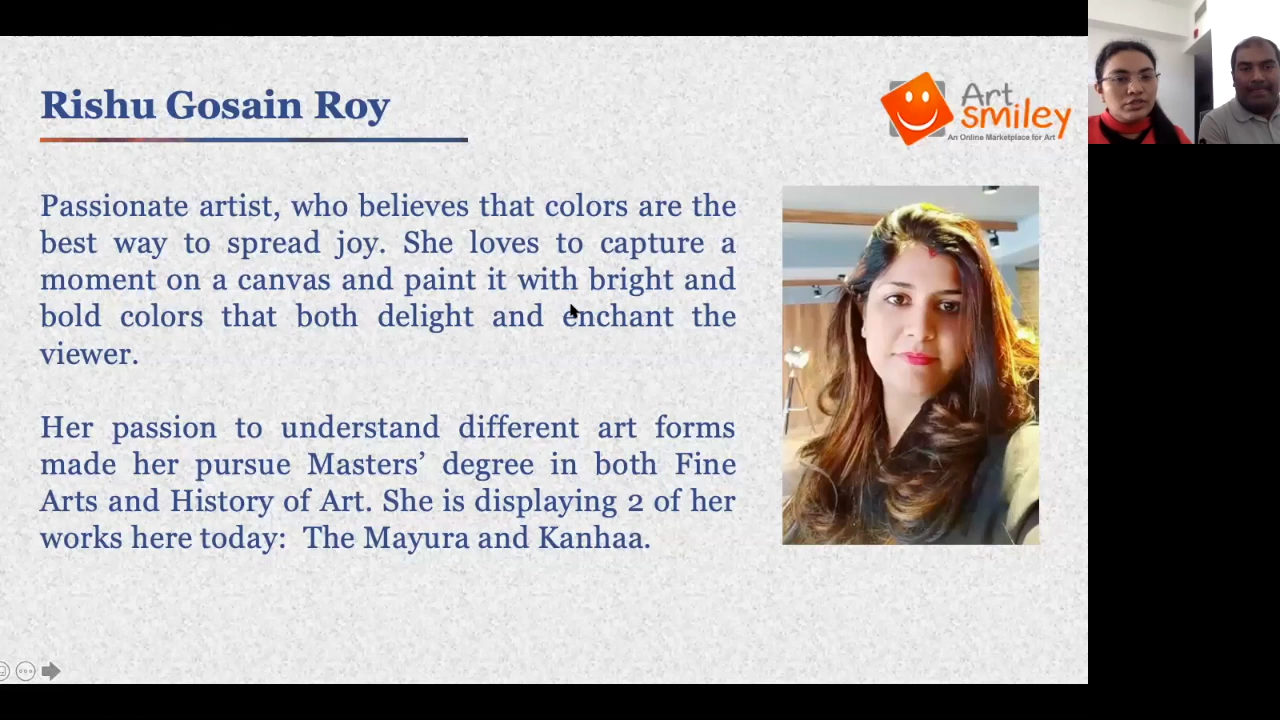 Rishu Gosain Roy
Art
smiley
An Online Marketplace for Art
Passionate artist, who believes that colors are the
best way to spread joy. She loves to capture a
moment on a canvas and paint it with bright and
bold colors that both delight and enchant the
viewer.
Her passion to understand different art forms
made her pursue Masters’ degree in both Fine
Arts and History of Art. She is displaying 2 of her
works here today: The Mayura and Kanhaa.